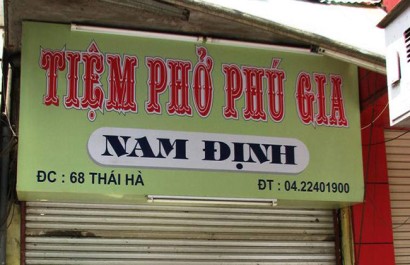 TIỆM PHỞ PHÚ GIA
NAM ĐỊNH
ĐC : 68 THÁI HÀ ĐT : 04.22401900